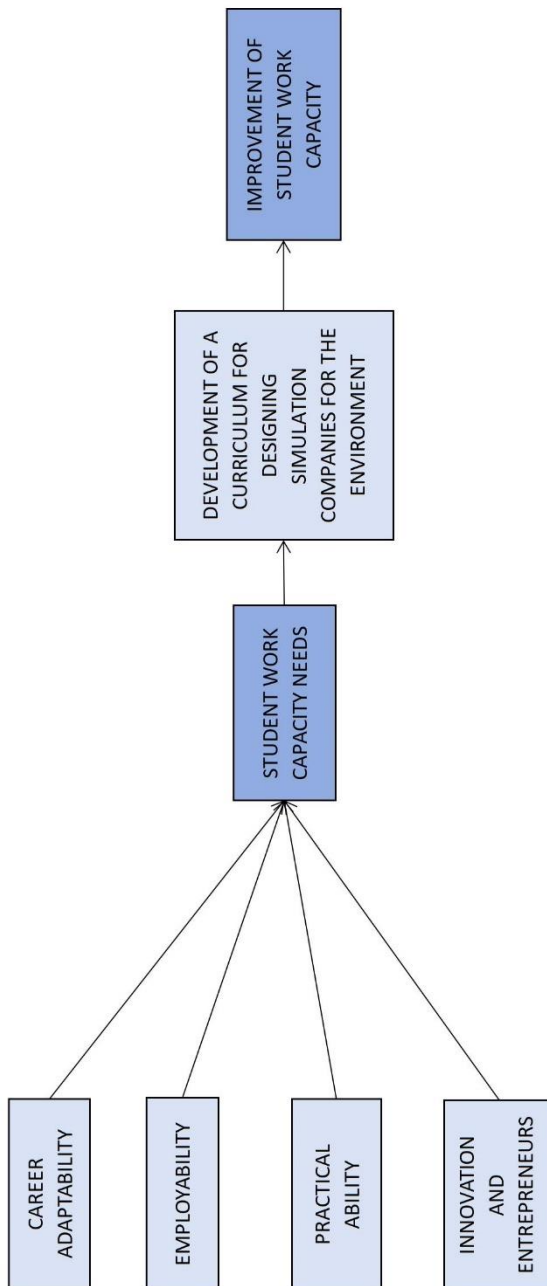 CAREER
ADAPTABILITY
EMPLOYABILITY
PRACTICAL
ABILITY
INNOVATION
AND
ENTREPRENEURS
STUDENT WORK
CAPACITY NEEDS
DEVELOPMENT OF A
CURRICULUM FOR
DESIGNING
SIMULATION
COMPANIES FOR THE
ENVIRONMENT
IMPROVEMENT OF
STUDENT WORK
CAPACITY